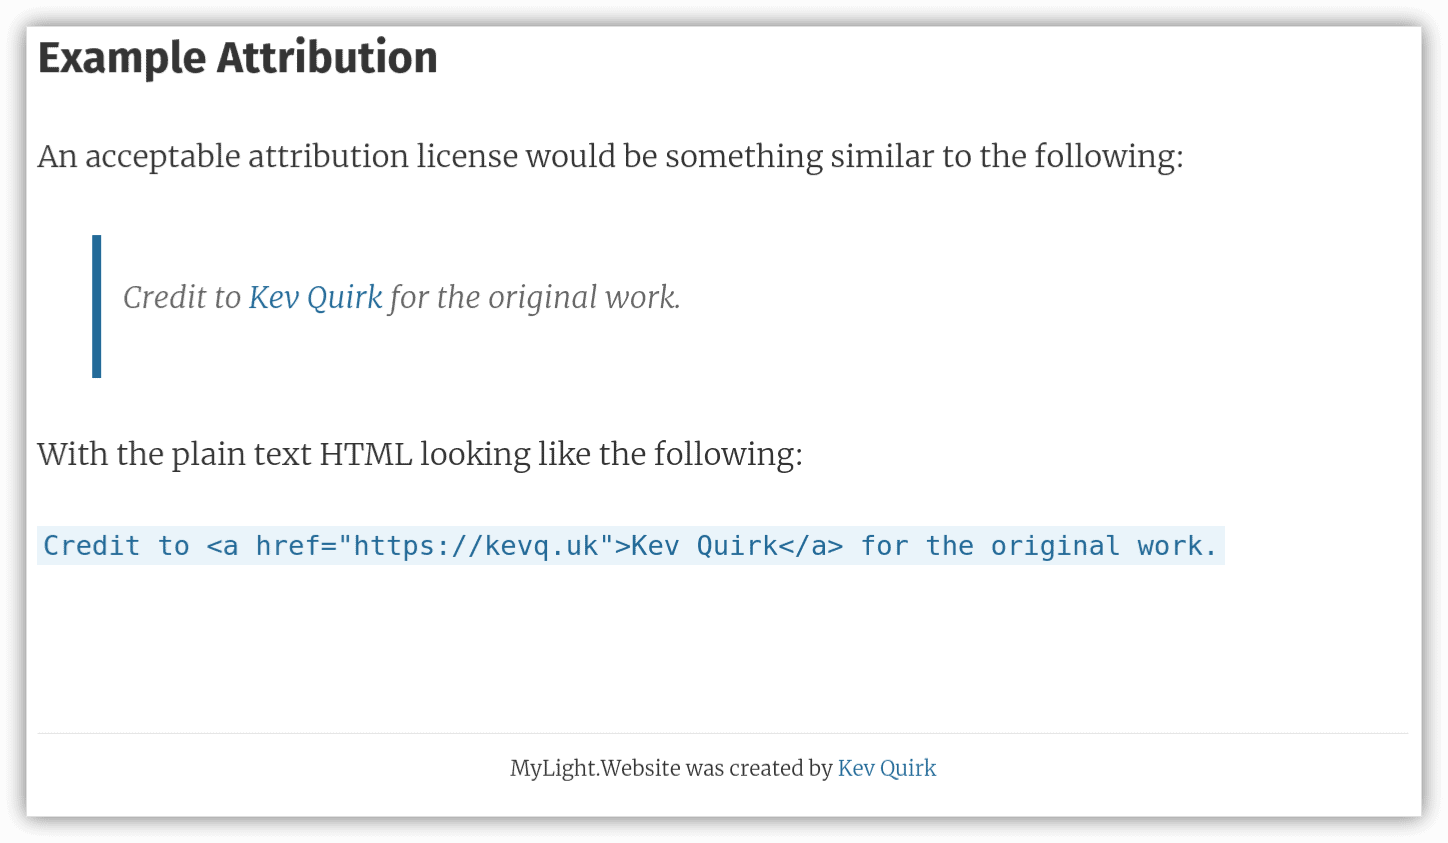 Example Attribution
An acceptable attribution license would be something similar to the following:
Credit to Kev Quirk for the original work.
With the plain text HTML looking like the following:
Credit to <a href="https://kevq.uk">Kev Quirk</a> for the original work.
MyLight.Website was created by Kev Quirk